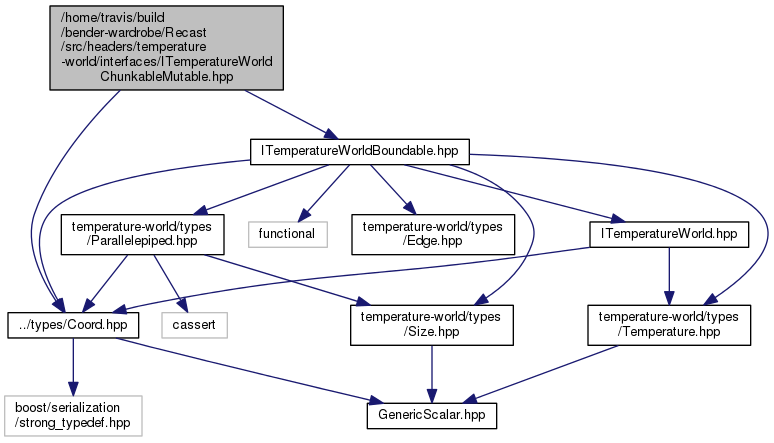 /home/travis/build
/bender-wardrobe/Recast
/src/headers/temperature
-world/interfaces/ITemperatureWorld
ChunkableMutable.hpp
ITemperatureWorldBoundable.hpp
temperature-world/types
/Parallelepiped.hpp
functional
temperature-world/types
/Edge.hpp
ITemperatureWorld.hpp
../types/Coord.hpp
cassert
temperature-world/types
/Size.hpp
temperature-world/types
/Temperature.hpp
boost/serialization
/strong_typedef.hpp
GenericScalar.hpp